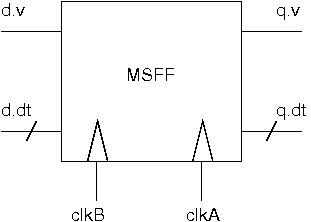 d.v
q.v
MSFF
d.dt
q.dt
clkB
clkA